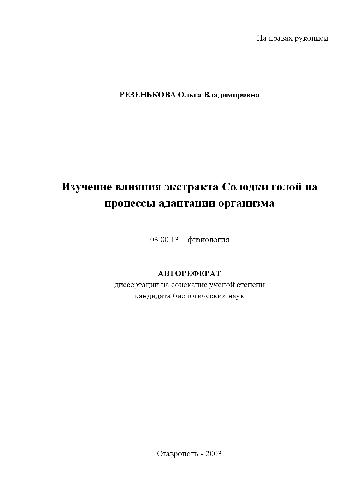 На правах рукописи
РЕЗЕНЬКОВА Ольга Владимировна
Изучение влияния экстракта Солодки голой на
процессы адаптации организма
03.00.13 – физиология
АВТОРЕФЕРАТ
диссертации на соискание ученой степени
кандидата биологических наук
Ставрополь - 2003